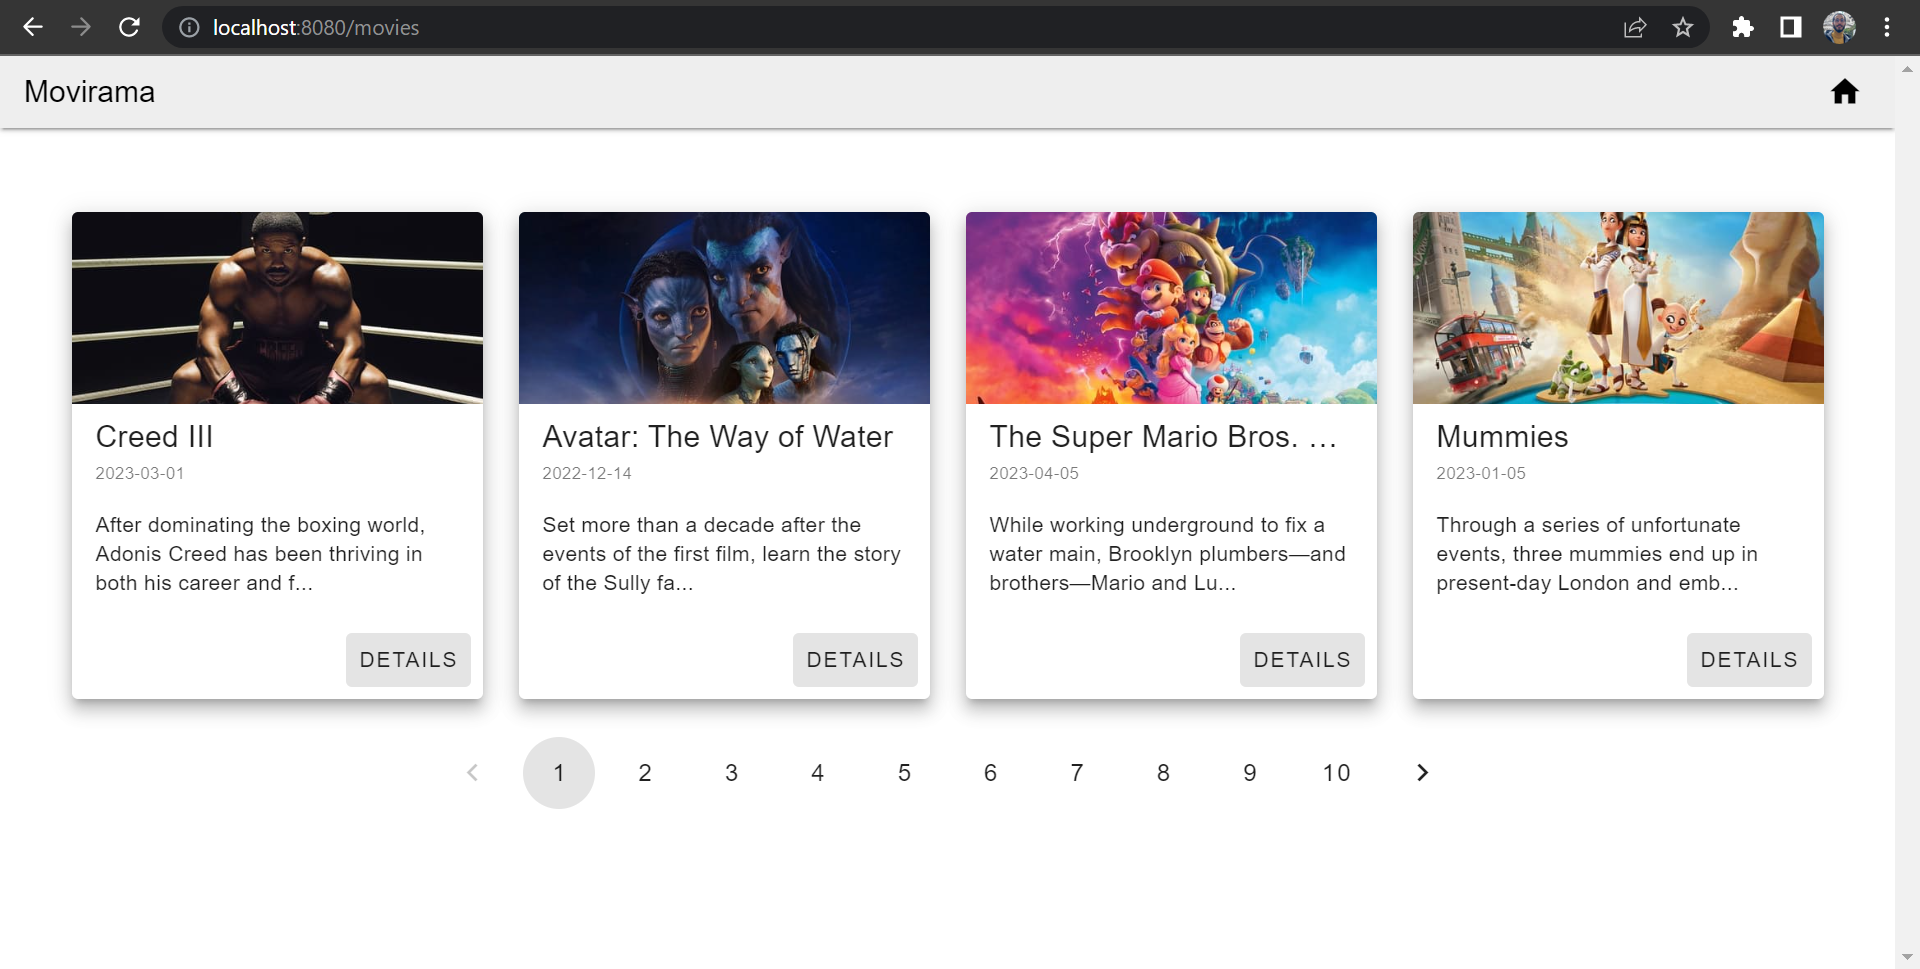 localhost:8080/movies
Movirama
Creed III
2023-03-01
After dominating the boxing world,
Adonis Creed has been thriving in
both his career and f...
DETAILS
Avatar: The Way of Water
2022-12-14
Set more than a decade after the
events of the first film, learn the story
of the Sully fa...
DETAILS
The Super Mario Bros. ...
2023-04-05
While working underground to fix a
water main, Brooklyn plumbers—and
brothers—Mario and Lu...
DETAILS
Mummies
2023-01-05
Through a series of unfortunate
events, three mummies end up in
present-day London and emb...
DETAILS
1 2 3 4 5 6 7 8 9 10